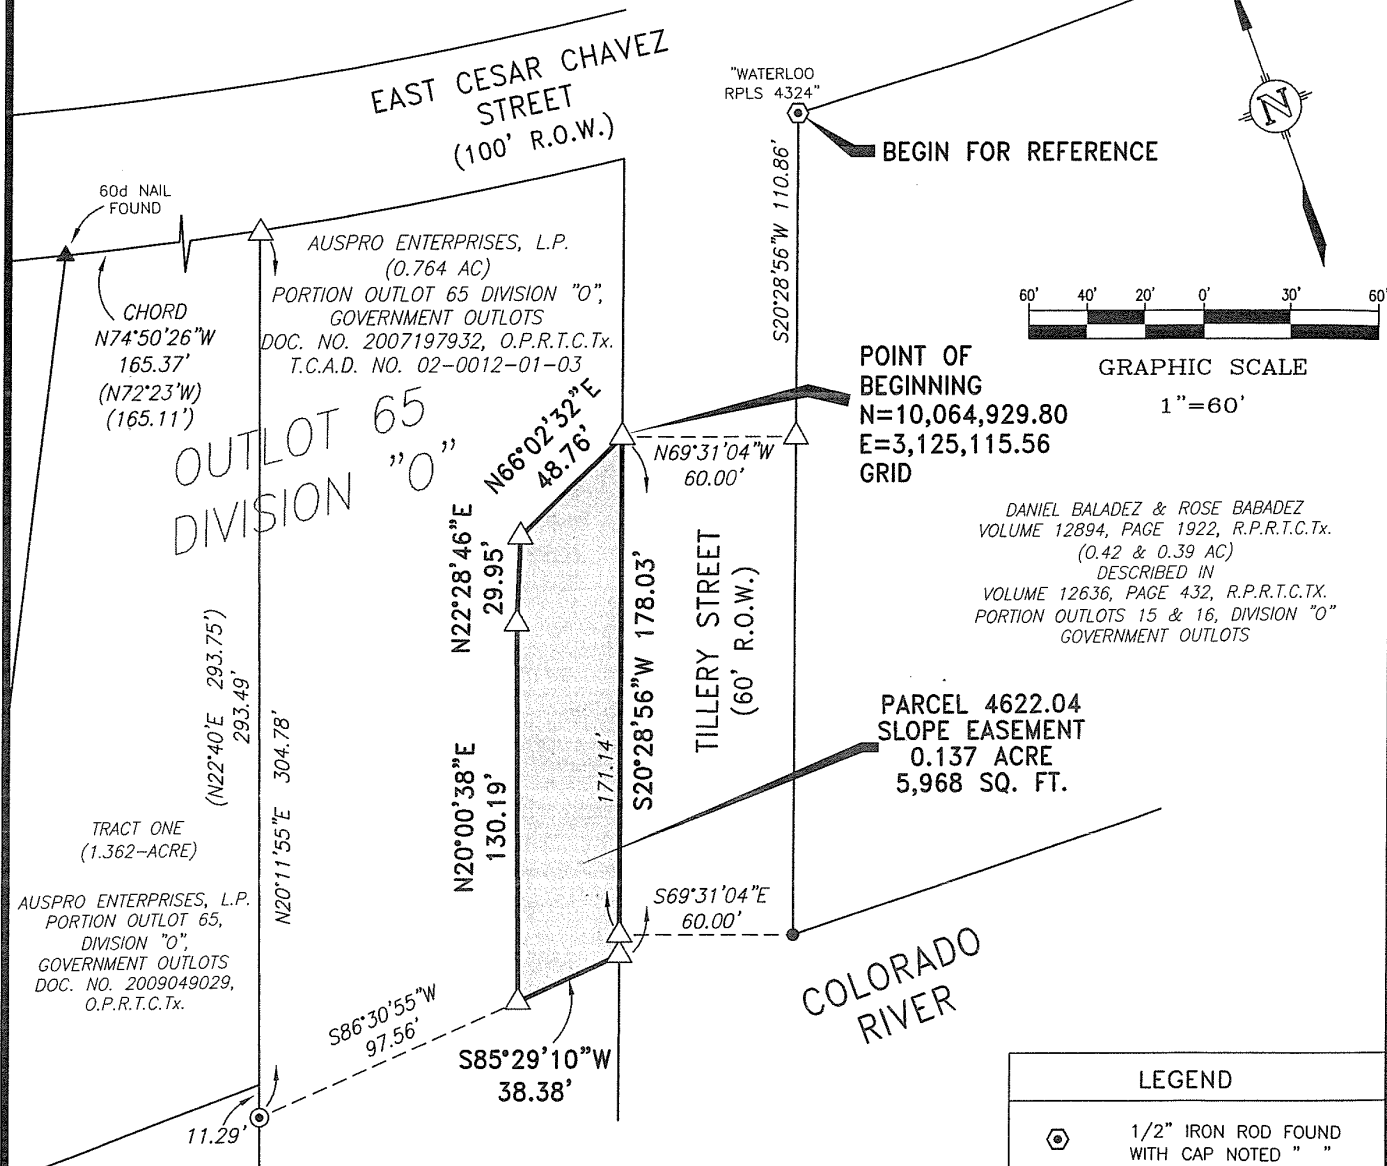 EAST CESAR CHAVEZ
STREET
(100' R.O.W.)
"WATERLOO
RPLS 4324"
BEGIN FOR REFERENCE
N
60d NAIL
FOUND
S20°28'56"W 110.86'
AUSPRO ENTERPRISES, L.P.
(0.764 AC)
PORTION OUTLOT 65 DIVISION "O",
GOVERNMENT OUTLOTS
DOC. NO. 2007197932, O.P.R.T.C.Tx.
T.C.A.D. NO. 02-0012-01-03
CHORD
N74°50'26"W
165.37'
(N72°23'W)
(165.11')
60' 40' 20' 0' 30' 60'
GRAPHIC SCALE
1"=60'
POINT OF
BEGINNING
N=10,064,929.80
E=3,125,115.56
GRID
OUTLOT 65
DIVISION "O"
N66°02'32"E
48.76'
N69°31'04"W
60.00'
N22°28'46"E
29.95'
DANIEL BALADEZ & ROSE BABADEZ
VOLUME 12894, PAGE 1922, R.P.R.T.C.Tx.
(0.42 & 0.39 AC)
DESCRIBED IN
VOLUME 12636, PAGE 432, R.P.R.T.C.TX.
PORTION OUTLOTS 15 & 16, DIVISION "O"
GOVERNMENT OUTLOTS
TILLERY STREET
(60' R.O.W.)
S20°28'56"W 178.03'
171.14'
(N22°40'E 293.75')
293.49'
N20°11'55"E 304.78'
N20°00'38"E
130.19'
PARCEL 4622.04
SLOPE EASEMENT
0.137 ACRE
5,968 SQ. FT.
TRACT ONE
(1.362-ACRE)
AUSPRO ENTERPRISES, L.P.
PORTION OUTLOT 65,
DIVISION "O",
GOVERNMENT OUTLOTS
DOC. NO. 2009049029,
O.P.R.T.C.Tx.
S69°31'04"E
60.00'
COLORADO
RIVER
S86°30'55"W
97.56'
S85°29'10"W
38.38'
11.29'
LEGEND
1/2" IRON ROD FOUND
WITH CAP NOTED " "